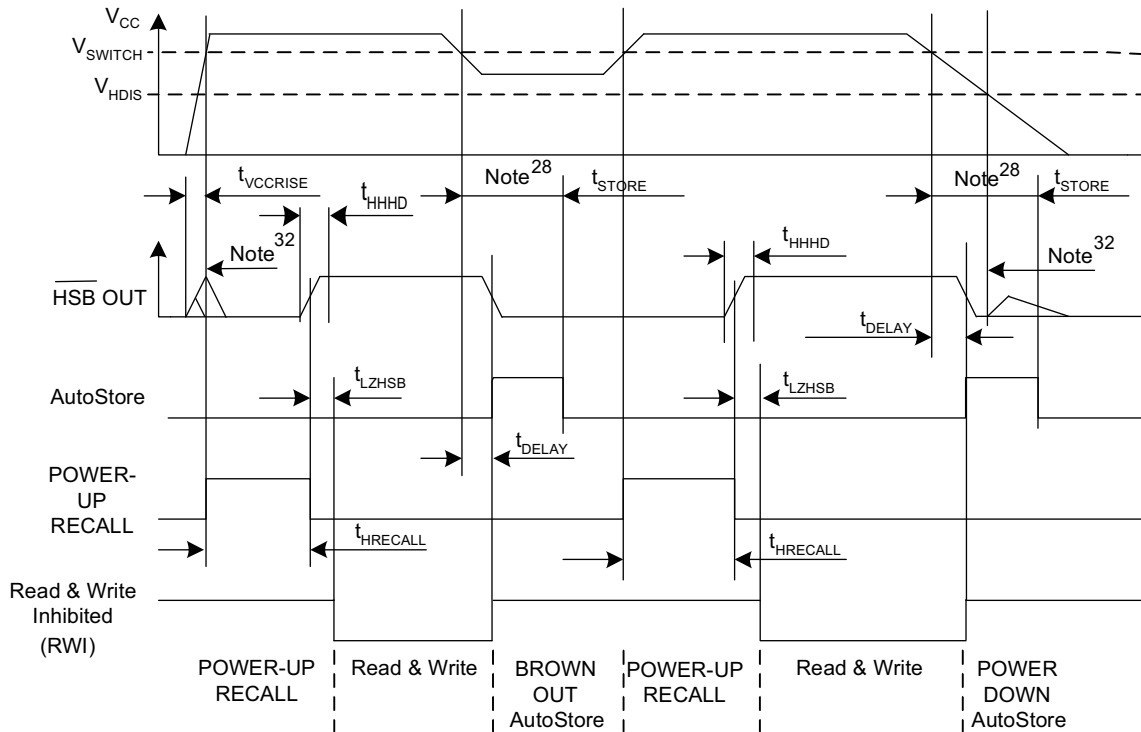 VCC
VSWITCH
VHDIS
tVCCRISE
Note28
tSTORE
Note28
tSTORE
tHHHD
tHHHD
Note32
Note32
HSB OUT
tDELAY
tLZHSB
tLZHSB
AutoStore
tDELAY
POWER-
UP
RECALL
tHRECALL
tHRECALL
Read & Write
Inhibited
(RWI)
POWER-UP
RECALL
Read & Write
BROWN
OUT
AutoStore
POWER-UP
RECALL
Read & Write
POWER
DOWN
AutoStore